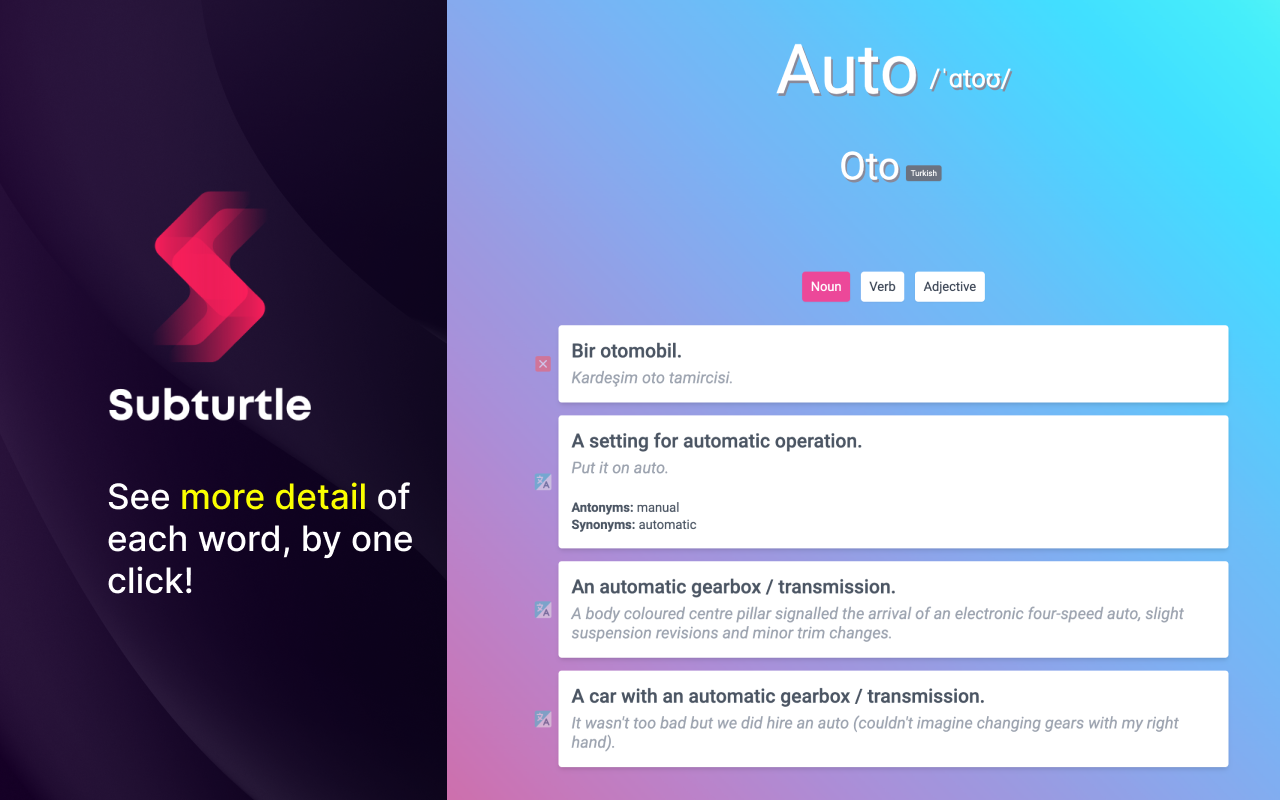 Subturtle
See more detail of
each word, by one
click!
Auto /ˈɑtoʊ/
Oto Turkish
Noun Verb Adjective
Bir otomobil.
Kardeşim oto tamircisi.
A setting for automatic operation.
Put it on auto.
Antonyms: manual
Synonyms: automatic
An automatic gearbox / transmission.
A body coloured centre pillar signalled the arrival of an electronic four-speed auto, slight
suspension revisions and minor trim changes.
A car with an automatic gearbox / transmission.
It wasn't too bad but we did hire an auto (couldn't imagine changing gears with my right
hand).